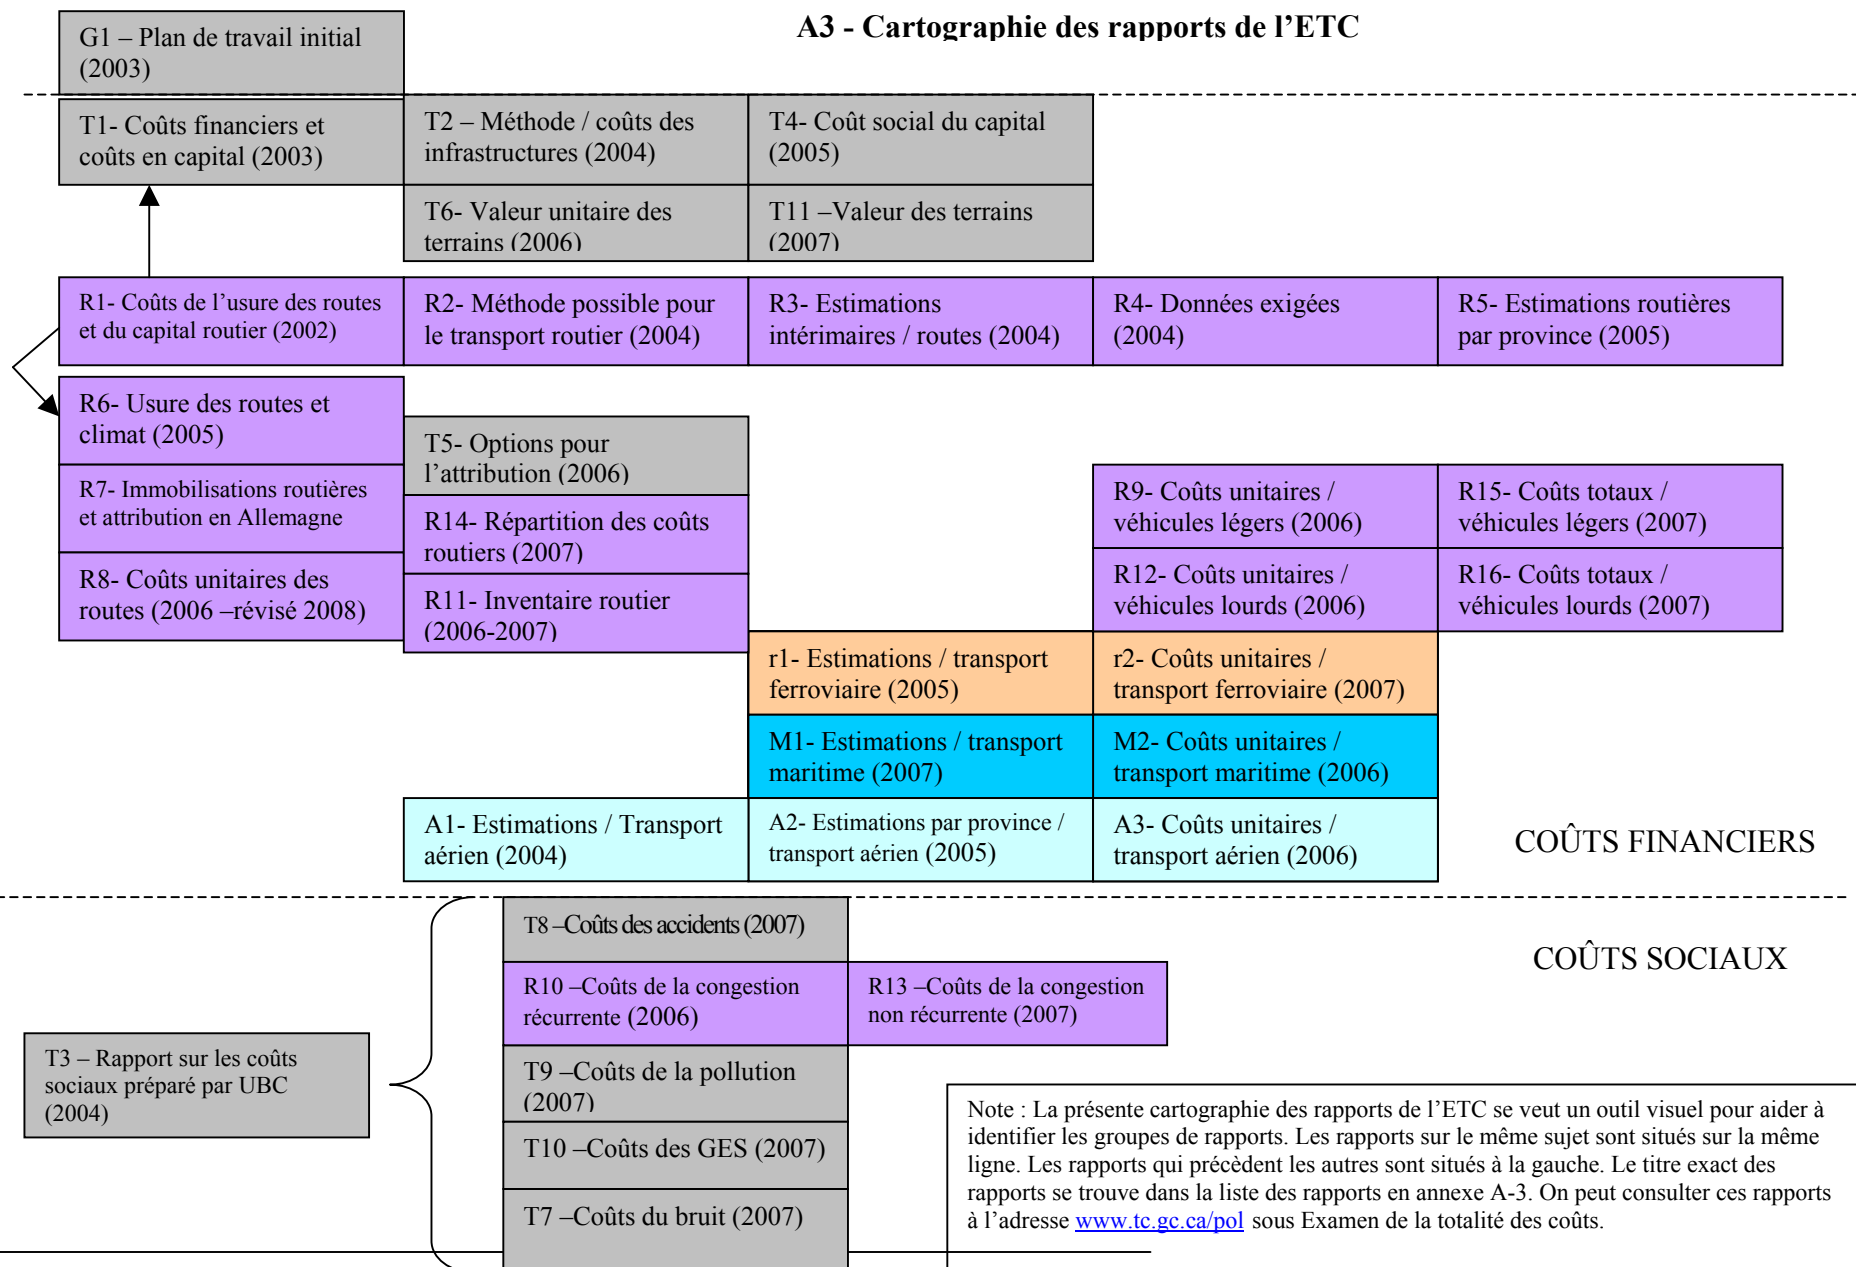 A3 - Cartographie des rapports de l’ETC
G1 – Plan de travail initial
(2003)
T1- Coûts financiers et
coûts en capital (2003)
T2 – Méthode / coûts des
infrastructures (2004)
T4- Coût social du capital
(2005)
T6- Valeur unitaire des
terrains (2006)
T11 –Valeur des terrains
(2007)
R1- Coûts de l’usure des routes
et du capital routier (2002)
R2- Méthode possible pour
le transport routier (2004)
R3- Estimations
intérimaires / routes (2004)
R4- Données exigées
(2004)
R5- Estimations routières
par province (2005)
R6- Usure des routes et
climat (2005)
T5- Options pour
l’attribution (2006)
R7- Immobilisations routières
et attribution en Allemagne
R9- Coûts unitaires /
véhicules légers (2006)
R15- Coûts totaux /
véhicules légers (2007)
R14- Répartition des coûts
routiers (2007)
R8- Coûts unitaires des
routes (2006 –révisé 2008)
R12- Coûts unitaires /
véhicules lourds (2006)
R16- Coûts totaux /
véhicules lourds (2007)
R11- Inventaire routier
(2006-2007)
r1- Estimations / transport
ferroviaire (2005)
r2- Coûts unitaires /
transport ferroviaire (2007)
M1- Estimations / transport
maritime (2007)
M2- Coûts unitaires /
transport maritime (2006)
A1- Estimations / Transport
aérien (2004)
A2- Estimations par province /
transport aérien (2005)
A3- Coûts unitaires /
transport aérien (2006)
COÛTS FINANCIERS
T8 –Coûts des accidents (2007)
COÛTS SOCIAUX
R10 –Coûts de la congestion
récurrente (2006)
R13 –Coûts de la congestion
non récurrente (2007)
T3 – Rapport sur les coûts
sociaux préparé par UBC
(2004)
T9 –Coûts de la pollution
(2007)
T10 –Coûts des GES (2007)
T7 –Coûts du bruit (2007)
Note : La présente cartographie des rapports de l’ETC se veut un outil visuel pour aider à
identifier les groupes de rapports. Les rapports sur le même sujet sont situés sur la même
ligne. Les rapports qui précèdent les autres sont situés à la gauche. Le titre exact des
rapports se trouve dans la liste des rapports en annexe A-3. On peut consulter ces rapports
à l’adresse www.tc.gc.ca/pol sous Examen de la totalité des coûts.